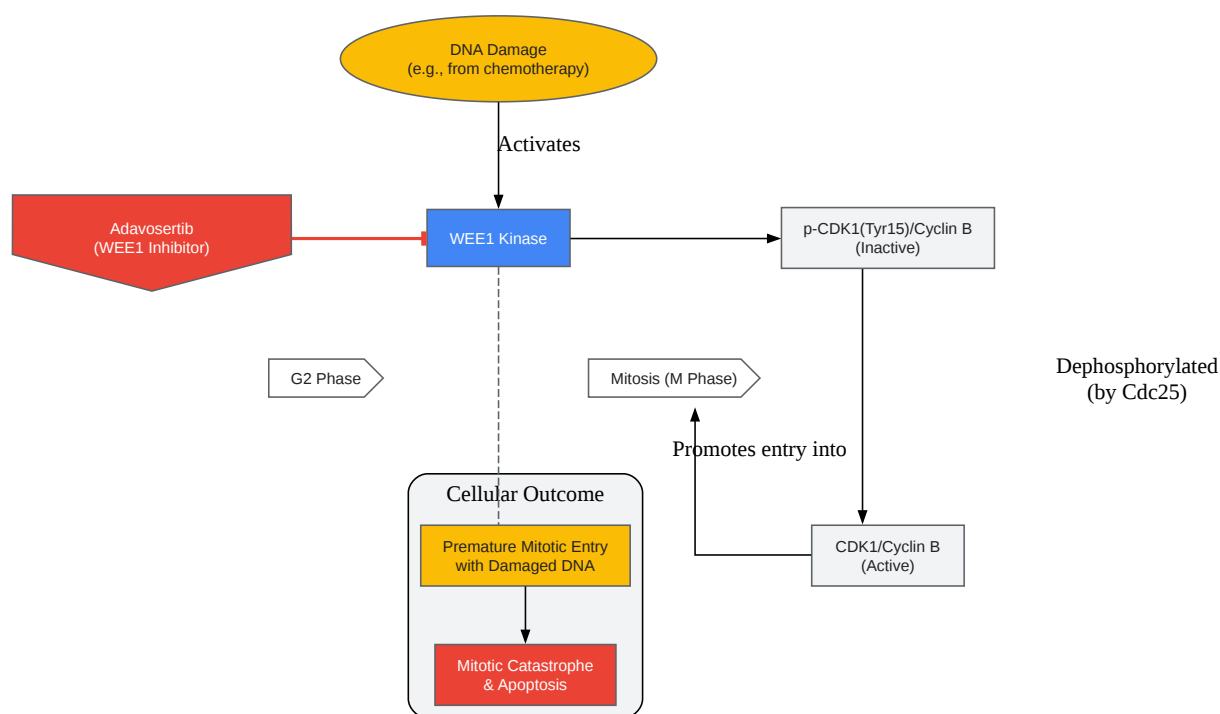 DNA Damage
(e.g., from chemotherapy)
Activates
Adavosertib
(WEE1 Inhibitor)
WEE1 Kinase
p-CDK1(Tyr15)/Cyclin B
(Inactive)
G2 Phase
Mitosis (M Phase)
Dephosphorylated
(by Cdc25)
Promotes entry into
Cellular Outcome
Premature Mitotic Entry
with Damaged DNA
CDK1/Cyclin B
(Active)
Mitotic Catastrophe
& Apoptosis